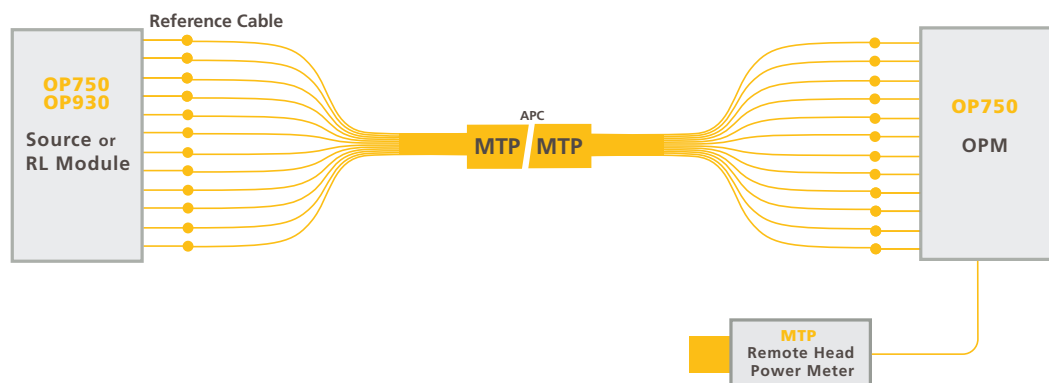 Reference Cable
OP750
OP930
Source or
RL Module
APC
MTP
MTP
OP750
OPM
MTP
Remote Head
Power Meter